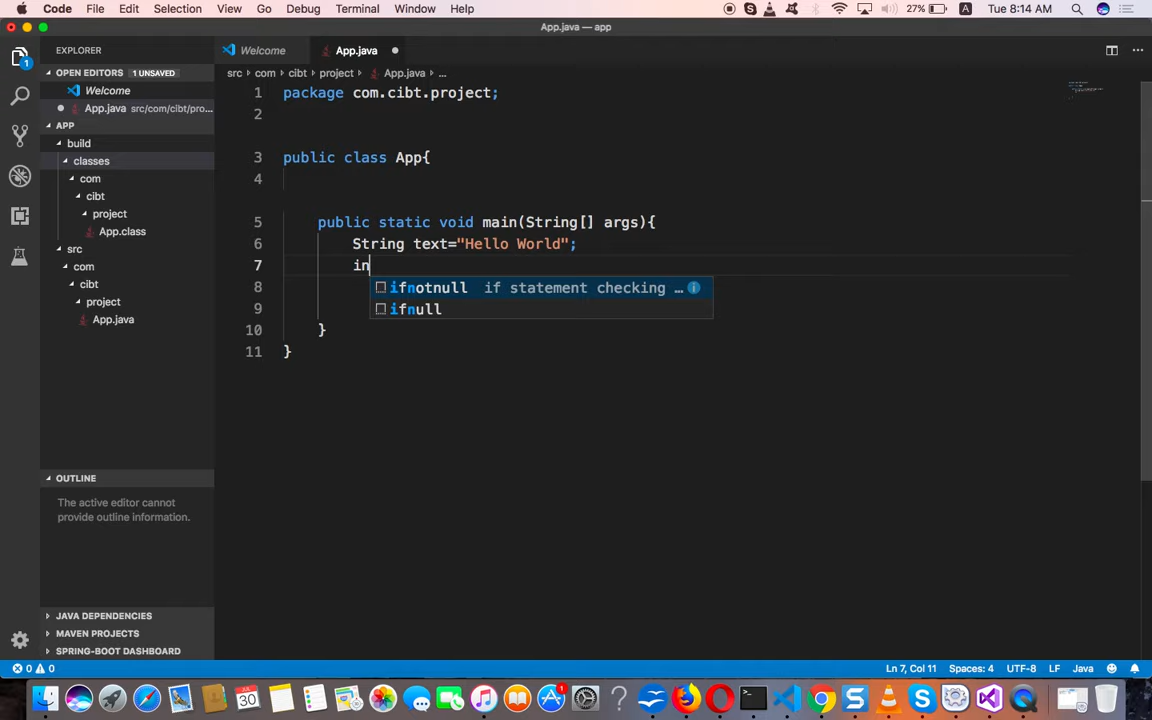 Code File Edit Selection View Go Debug Terminal Window Help 27% A Tue 8:14 AM
App.java — app
EXPLORER
OPEN EDITORS 1 UNSAVED
Welcome
App.java src/com/cibt/pro...
APP
build
classes
com
cibt
project
App.class
src
com
cibt
project
App.java
OUTLINE
The active editor cannot
provide outline information.
JAVA DEPENDENCIES
MAVEN PROJECTS
SPRING-BOOT DASHBOARD
Welcome App.java
src › com › cibt › project › App.java › ...
1 package com.cibt.project;
2
3 public class App{
4
5 public static void main(String[] args){
6 String text="Hello World";
7 in
ifnotnull if statement checking …
ifnull
8
9
10 }
11 }
0 0 Ln 7, Col 11 Spaces: 4 UTF-8 LF Java
1
JUL
30
1